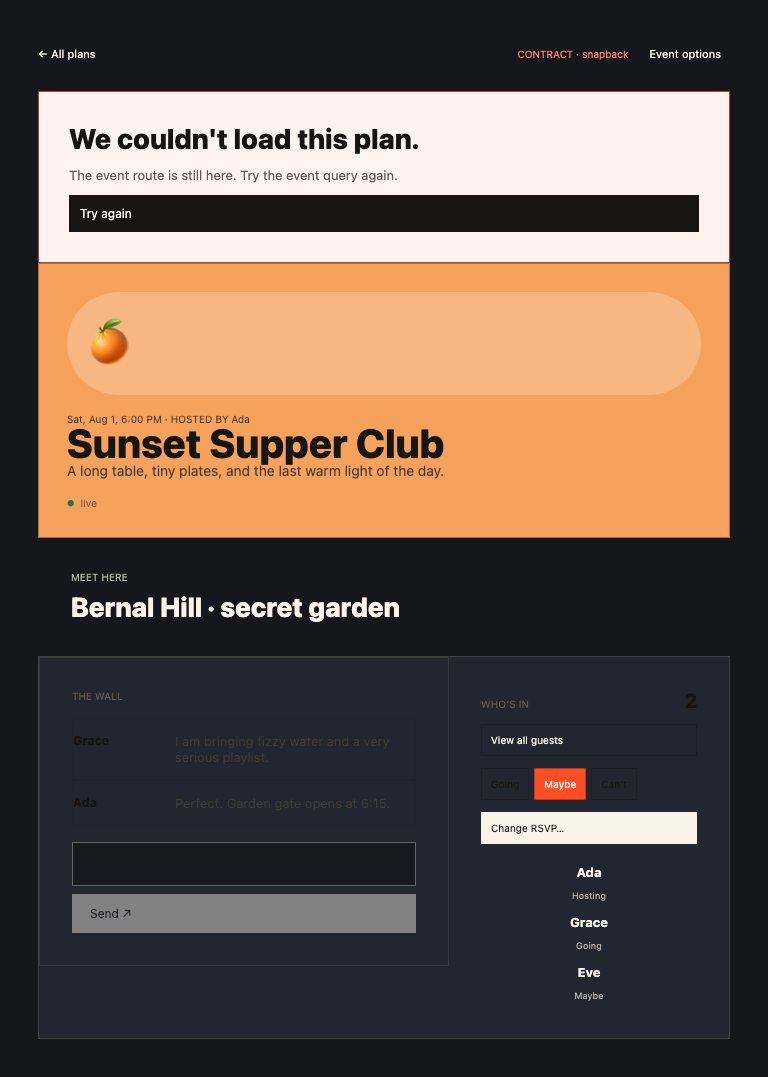 ← All plans
CONTRACT · snapback
Event options
We couldn't load this plan.
The event route is still here. Try the event query again.
Try again
Sat, Aug 1, 6:00 PM · HOSTED BY Ada
Sunset Supper Club
A long table, tiny plates, and the last warm light of the day.
live
MEET HERE
Bernal Hill · secret garden
THE WALL
Grace
I am bringing fizzy water and a very
serious playlist.
Ada
Perfect. Garden gate opens at 6:15.
Send ↗
WHO'S IN
2
View all guests
Going
Maybe
Can't
Change RSVP...
Ada
Hosting
Grace
Going
Eve
Maybe